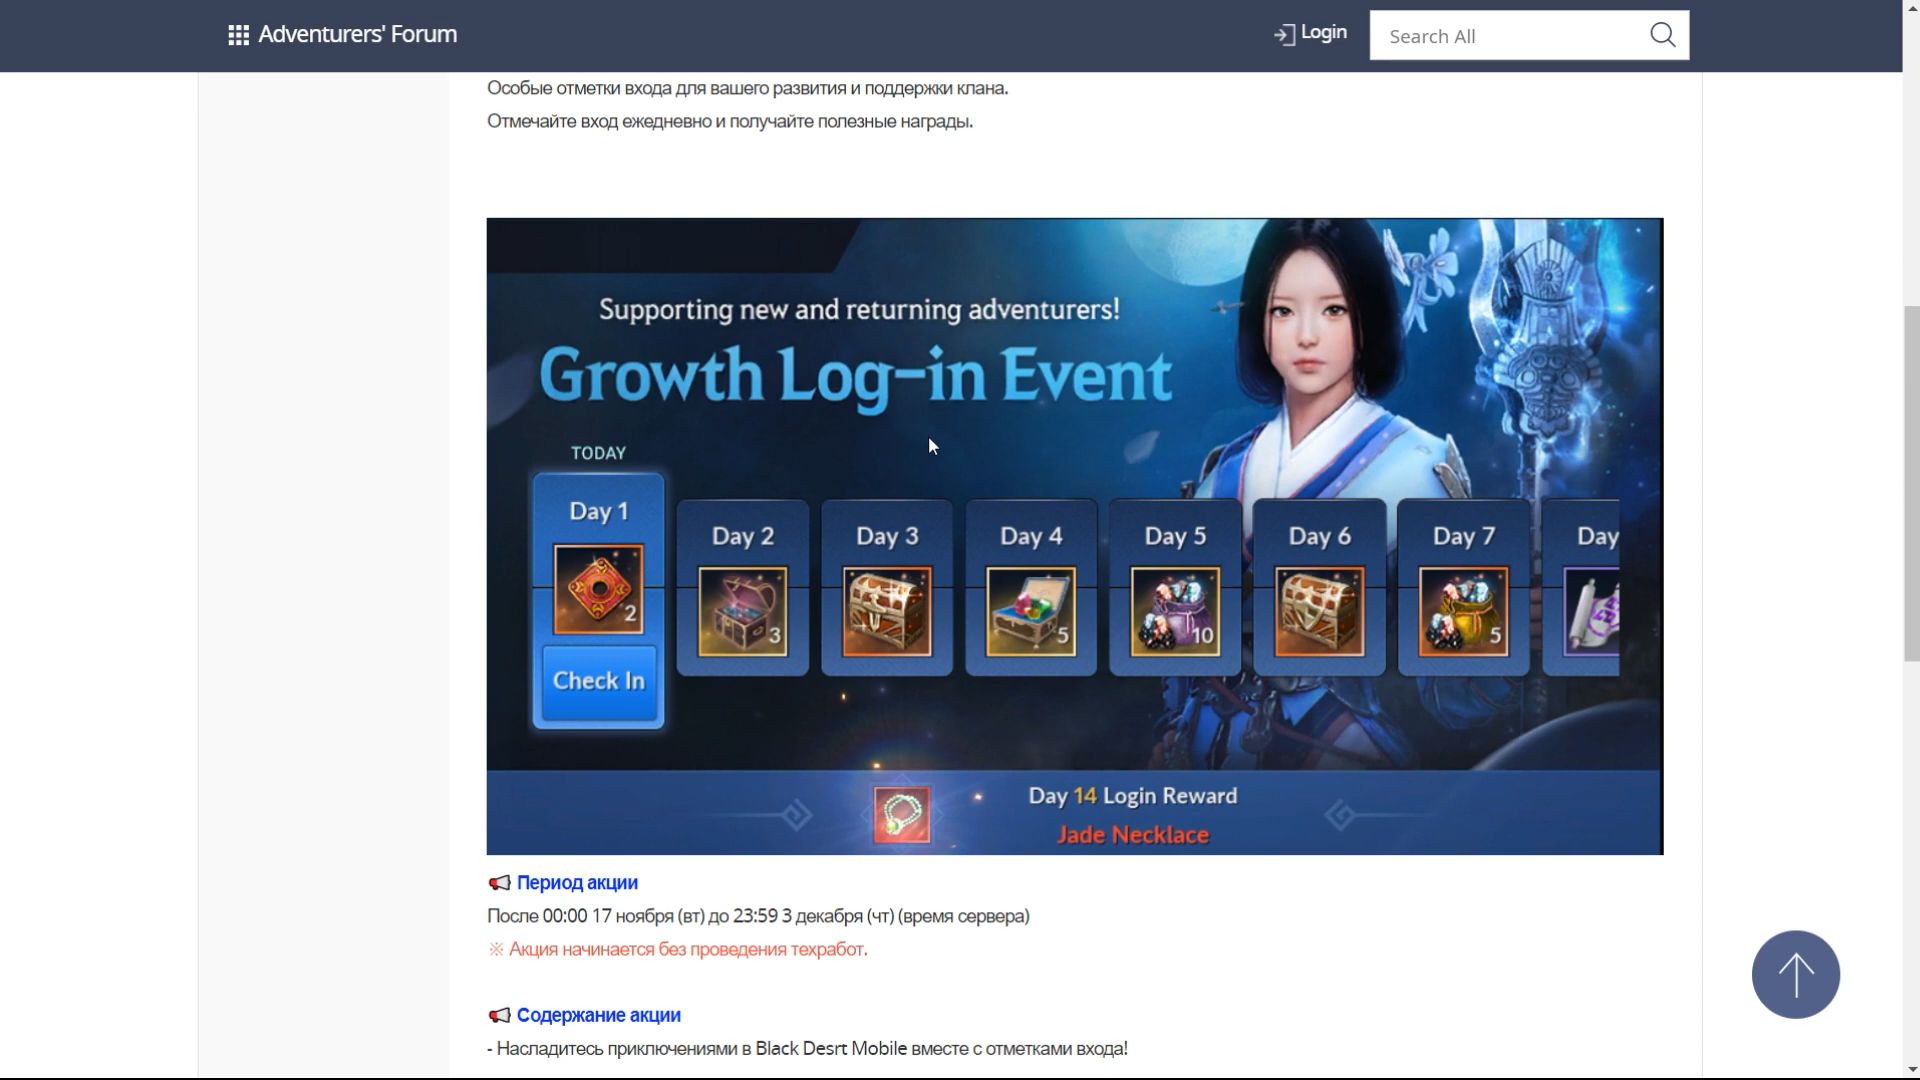 Adventurers' Forum
Login
Search All
Особые отметки входа для вашего развития и поддержки клана.
Отмечайте вход ежедневно и получайте полезные награды.
Supporting new and returning adventurers!
Growth Log-in Event
TODAY
Day 1
2
Check In
Day 2
3
Day 3
Day 4
5
Day 5
10
Day 6
Day 7
5
Day
Day 14 Login Reward
Jade Necklace
Период акции
После 00:00 17 ноября (вт) до 23:59 3 декабря (чт) (время сервера)
※ Акция начинается без проведения техработ.
Содержание акции
- Насладитесь приключениями в Black Desrt Mobile вместе с отметками входа!